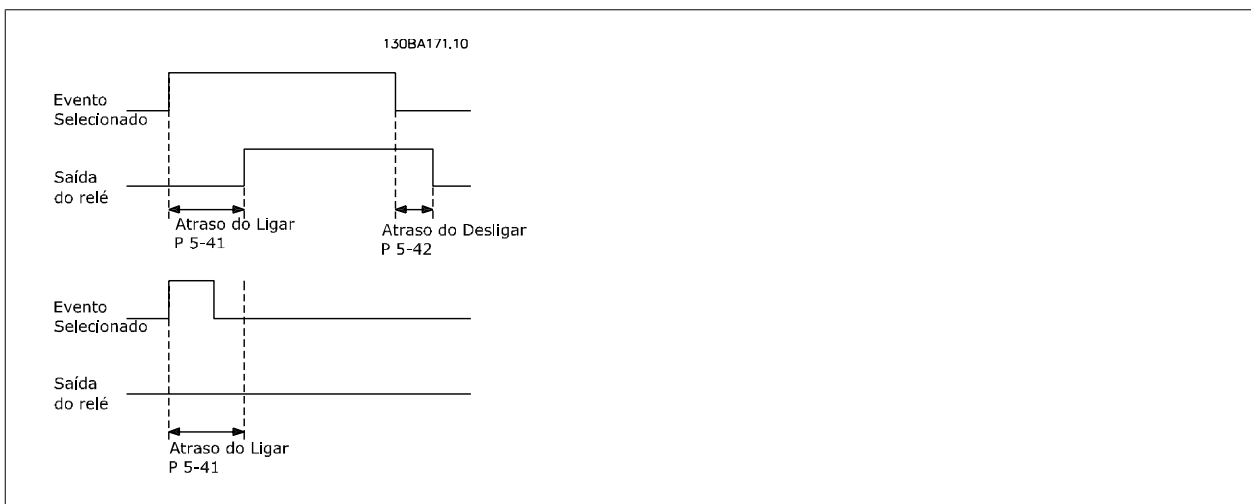 130BA171.10
Evento
Selecionado
Saída
do relé
Atraso do Ligar
P 5-41
Atraso do Desligar
P 5-42
Evento
Selecionado
Saída
do relé
Atraso do Ligar
P 5-41